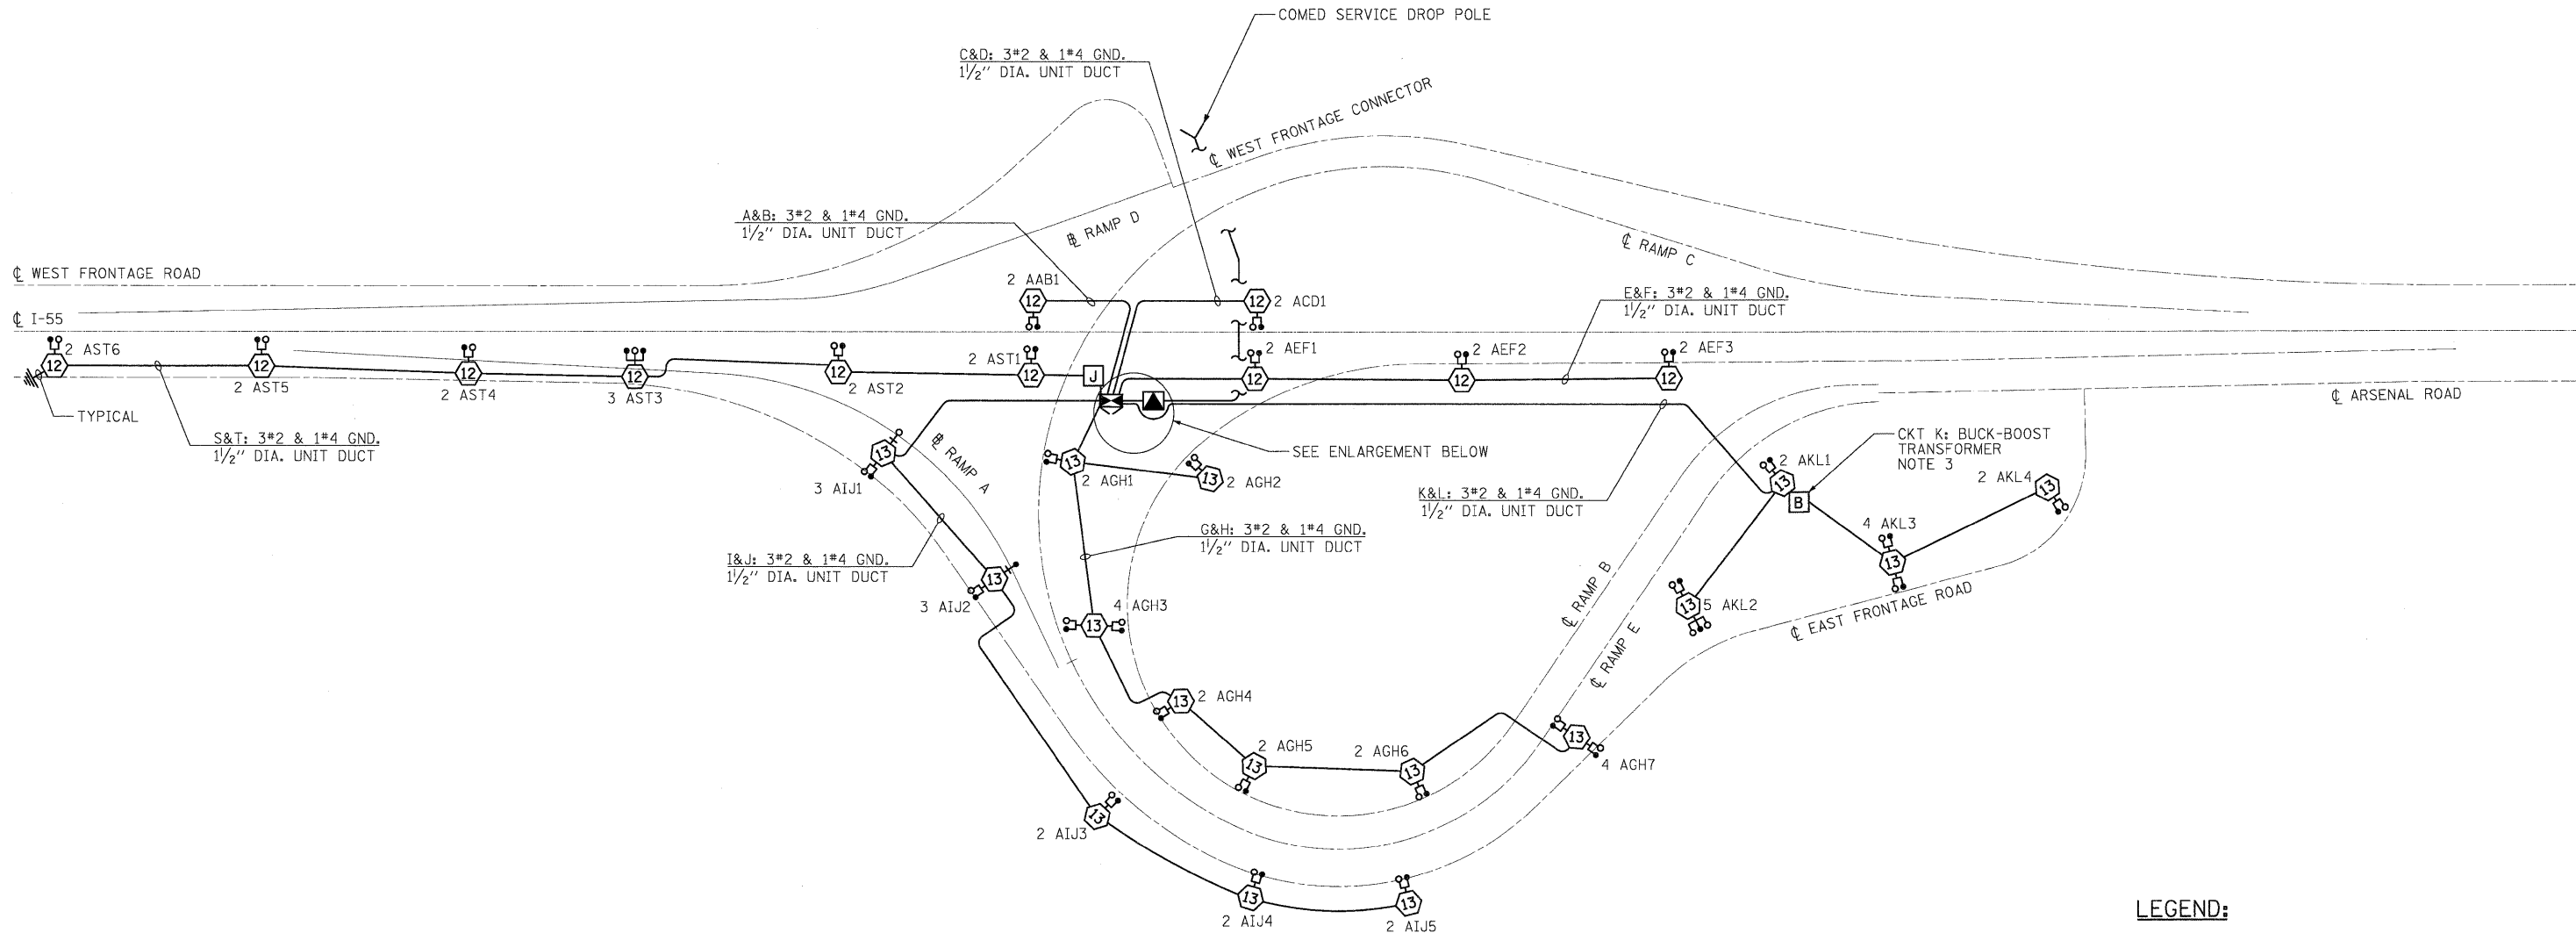 COMED SERVICE DROP POLE
C&D: 3#2 & 1#4 GND.
1 1/2" DIA. UNIT DUCT
℄ WEST FRONTAGE CONNECTOR
A&B: 3#2 & 1#4 GND.
1 1/2" DIA. UNIT DUCT
℄ RAMP D
℄ RAMP C
℄ WEST FRONTAGE ROAD
2 AAB1
12
12
2 ACD1
E&F: 3#2 & 1#4 GND.
1 1/2" DIA. UNIT DUCT
℄ I-55
2 AST6
12
12
2 AST5
12
2 AST4
12
3 AST3
12
2 AST2
2 AST1
12
J
2 AEF1
12
2 AEF2
12
2 AEF3
12
℄ ARSENAL ROAD
TYPICAL
S&T: 3#2 & 1#4 GND.
1 1/2" DIA. UNIT DUCT
13
3 AIJ1
℄ RAMP A
13
2 AGH1
13
2 AGH2
SEE ENLARGEMENT BELOW
CKT K: BUCK-BOOST
TRANSFORMER
NOTE 3
2 AKL1
13
B
2 AKL4
13
K&L: 3#2 & 1#4 GND.
1 1/2" DIA. UNIT DUCT
4 AKL3
13
G&H: 3#2 & 1#4 GND.
1 1/2" DIA. UNIT DUCT
I&J: 3#2 & 1#4 GND.
1 1/2" DIA. UNIT DUCT
13
3 AIJ2
4 AGH3
13
℄ RAMP B
13
5 AKL2
℄ EAST FRONTAGE ROAD
℄ RAMP E
13
2 AGH4
2 AGH5
13
2 AGH6
13
13
4 AGH7
13
2 AIJ3
13
2 AIJ4
13
2 AIJ5
LEGEND: